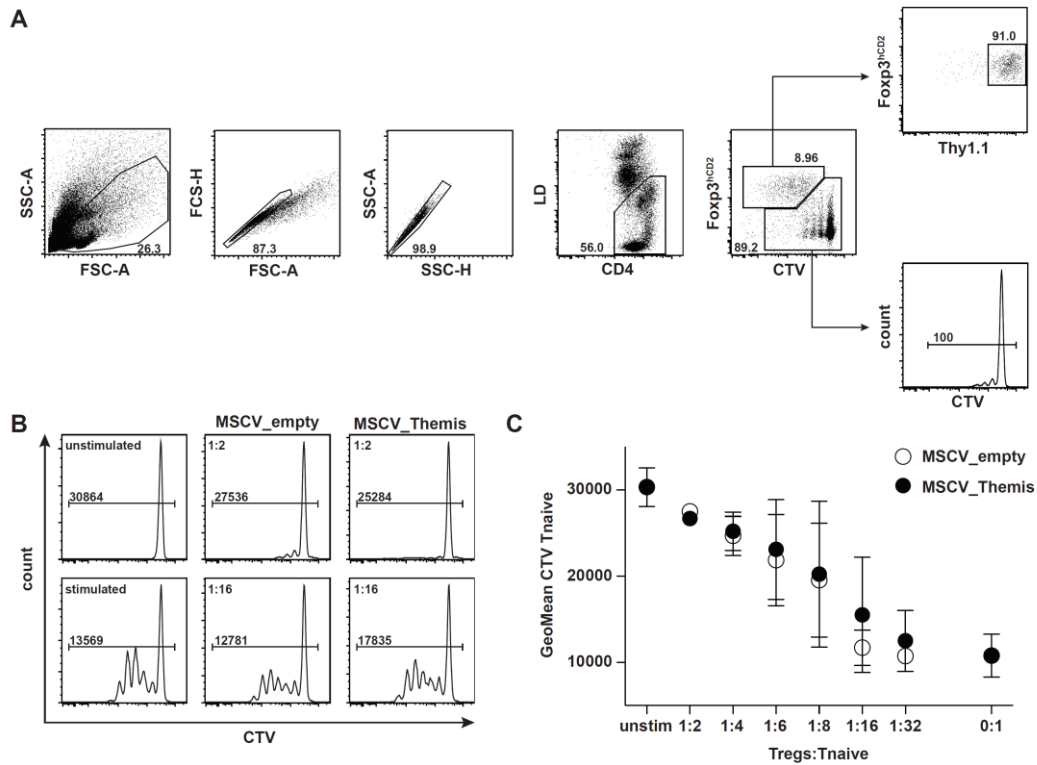 A
SSC-A
26.3
FSC-A
FCS-H
87.3
FSC-A
SSC-A
98.9
SSC-H
LD
56.0
CD4
Foxp3hCD2
8.96
89.2
CTV
Foxp3hCD2
91.0
Thy1.1
count
100
CTV
B
MSCV_empty
MSCV_Themis
count
unstimulated
30864
1:2
27536
1:2
25284
stimulated
13569
1:16
12781
1:16
17835
CTV
C
MSCV_empty
MSCV_Themis
GeoMean CTV Tnaive
30000
20000
10000
unstim 1:2 1:4 1:6 1:8 1:16 1:32 0:1
Tregs:Tnaive